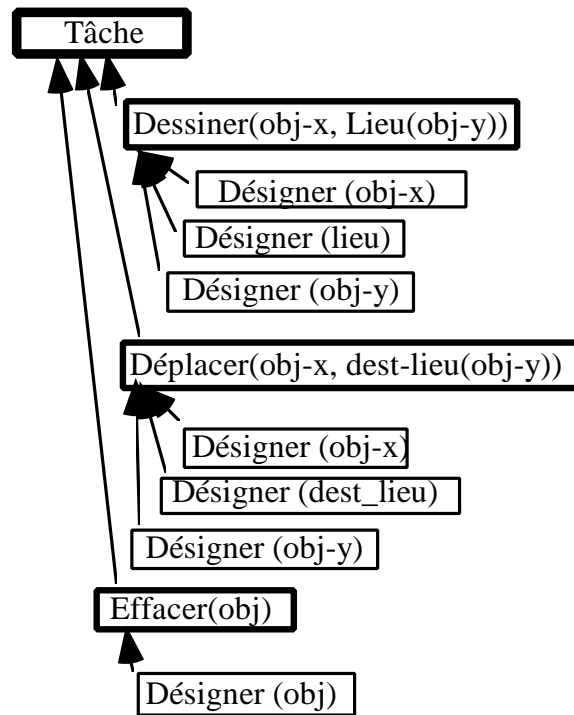 Tâche
Dessiner(obj-x, Lieu(obj-y))
Désigner (obj-x)
Désigner (lieu)
Désigner (obj-y)
Déplacer(obj-x, dest-lieu(obj-y))
Désigner (obj-x)
Désigner (dest_lieu)
Désigner (obj-y)
Effacer(obj)
Désigner (obj)